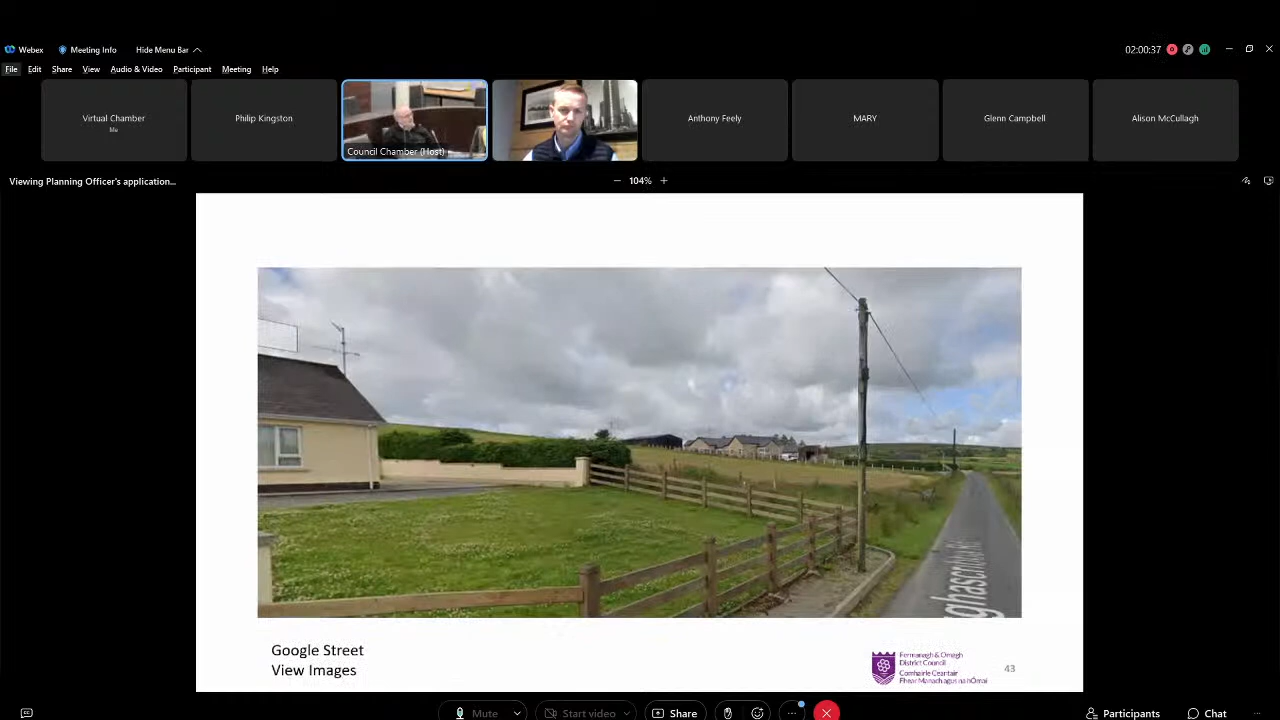 Webex
Meeting Info
Hide Menu Bar
02:00:37
File
Edit
Share
View
Audio & Video
Participant
Meeting
Help
Virtual Chamber
Me
Philip Kingston
Council Chamber (Host)
Anthony Feely
MARY
Glenn Campbell
Alison McCullagh
Viewing Planning Officer's application...
104%
Google Street
View Images
Fermanagh & Omagh
District Council
Comhairle Ceantair
Fhear Manach agus na hÓmaí
43
Mute
Start video
Share
Participants
Chat